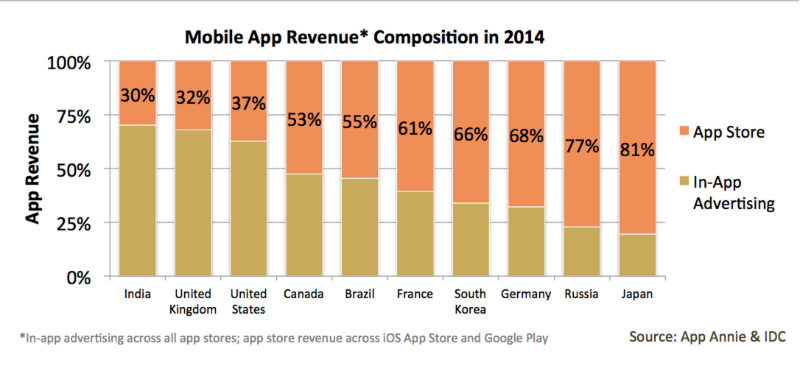 Mobile App Revenue* Composition in 2014
App Revenue
100%
75%
50%
25%
0%
30%
32%
37%
53%
55%
61%
66%
68%
77%
81%
App Store
In-App
Advertising
India
United
Kingdom
United
States
Canada
Brazil
France
South
Korea
Germany
Russia
Japan
*In-app advertising across all app stores; app store revenue across iOS App Store and Google Play
Source: App Annie & IDC